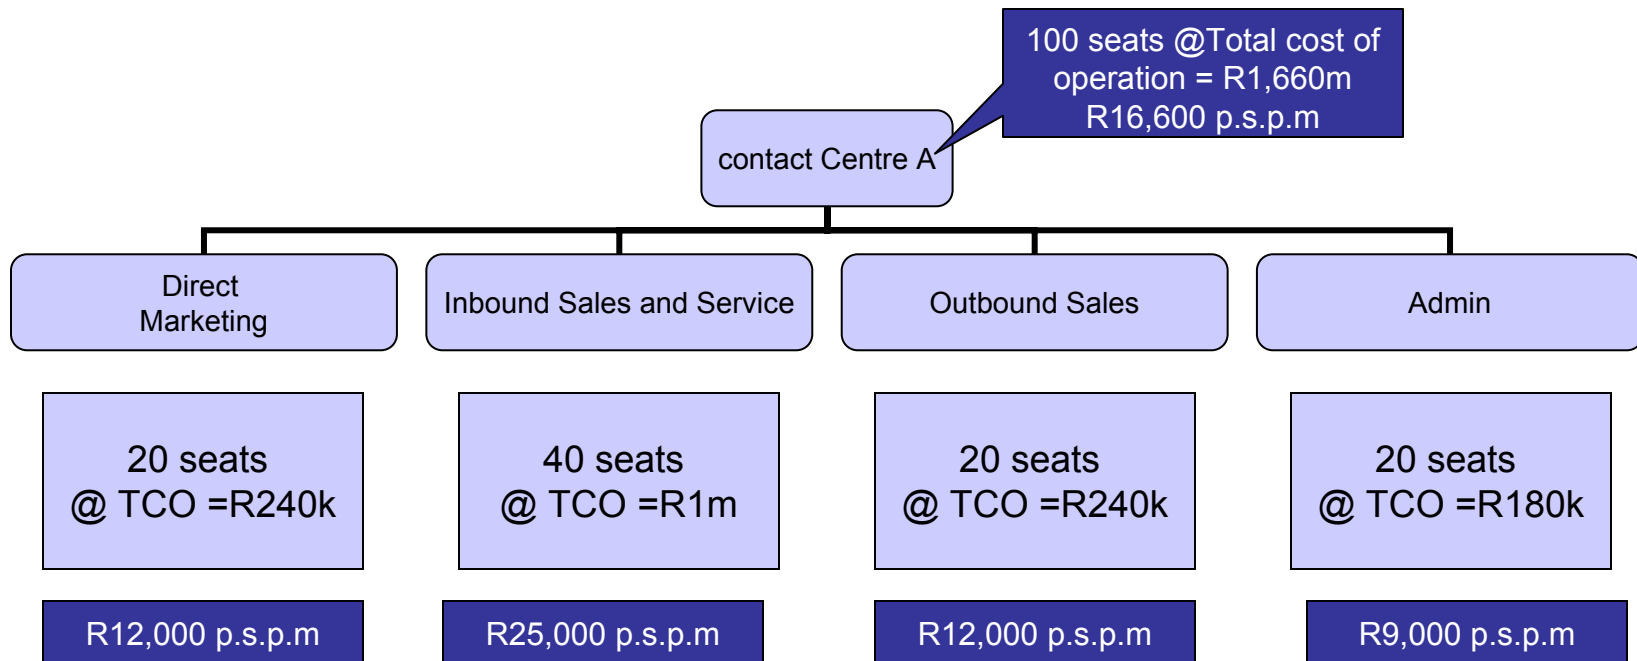 100 seats @Total cost of
operation = R1,660m
R16,600 p.s.p.m
contact Centre A
Direct
Marketing
Inbound Sales and Service
Outbound Sales
Admin
20 seats
@ TCO =R240k
40 seats
@ TCO =R1m
20 seats
@ TCO =R240k
20 seats
@ TCO =R180k
R12,000 p.s.p.m
R25,000 p.s.p.m
R12,000 p.s.p.m
R9,000 p.s.p.m